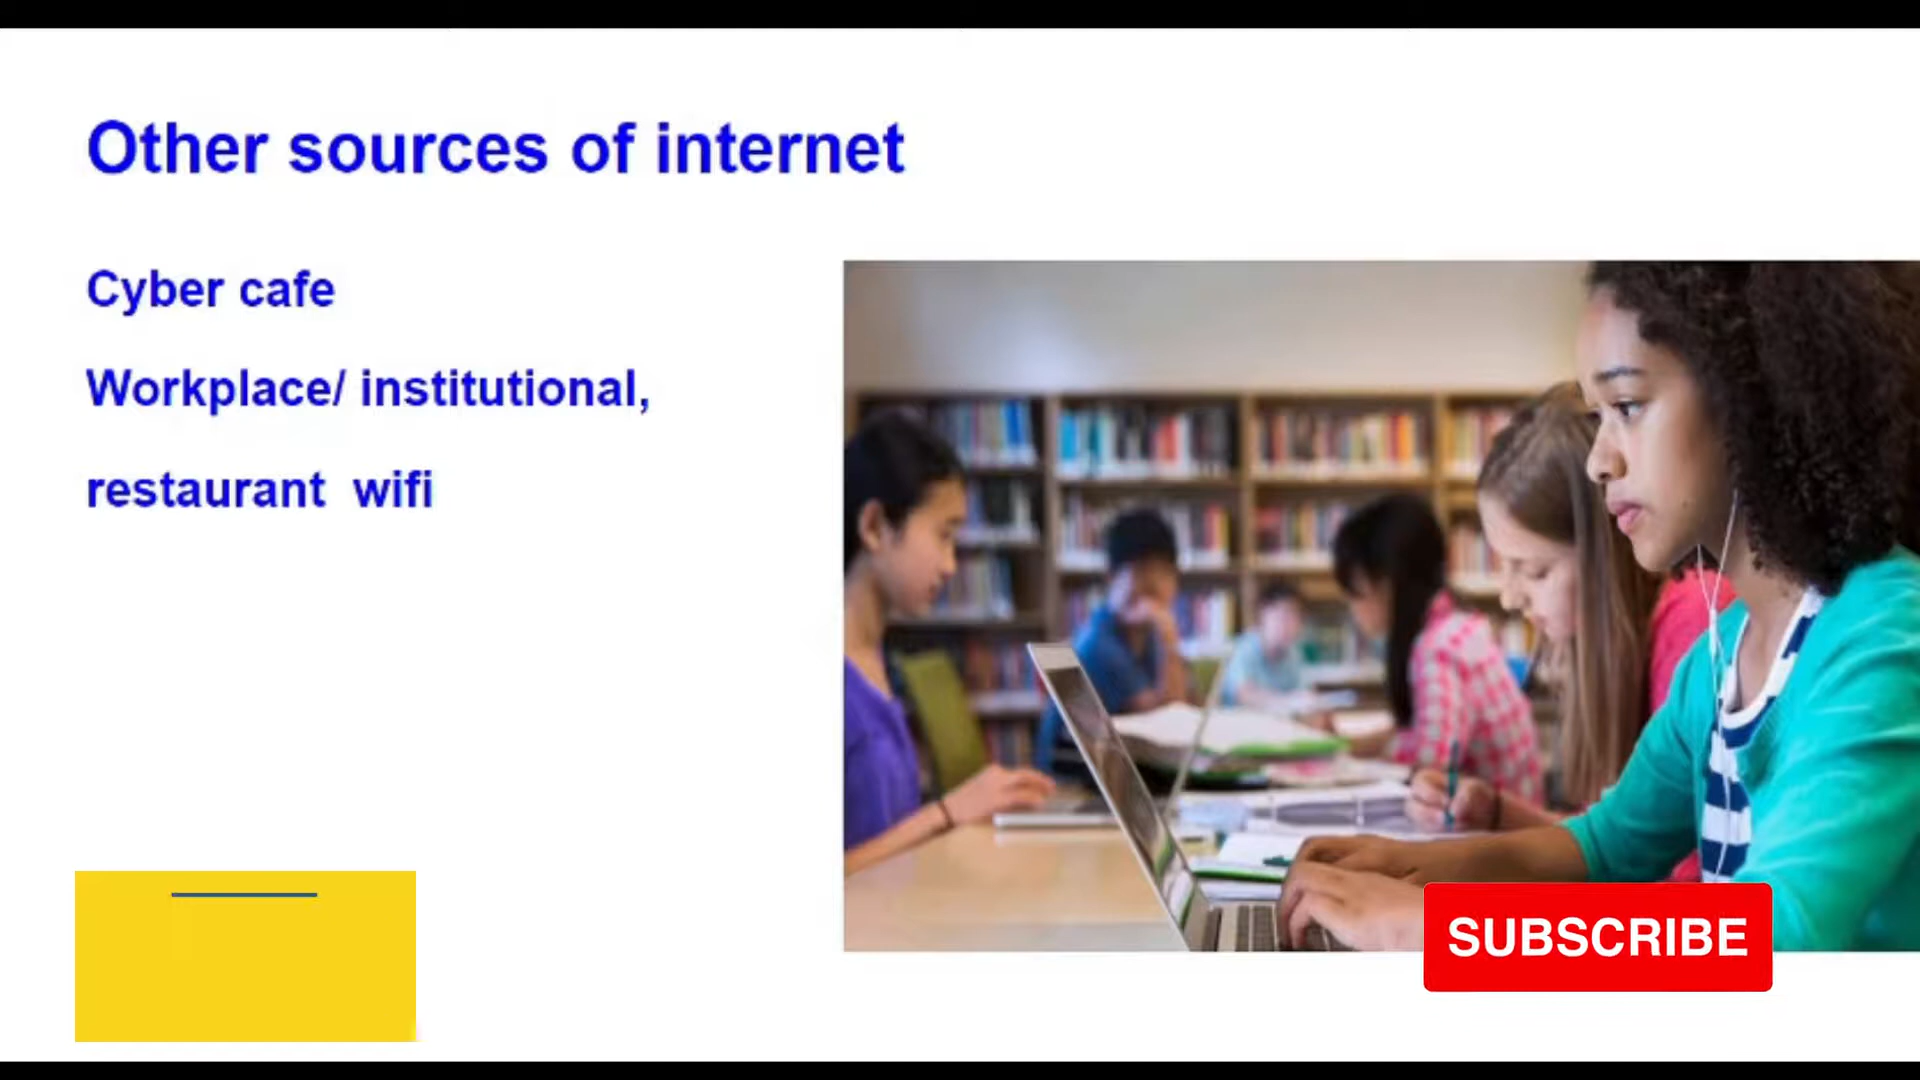 Other sources of internet
Cyber cafe
Workplace/ institutional,
restaurant  wifi
SUBSCRIBE